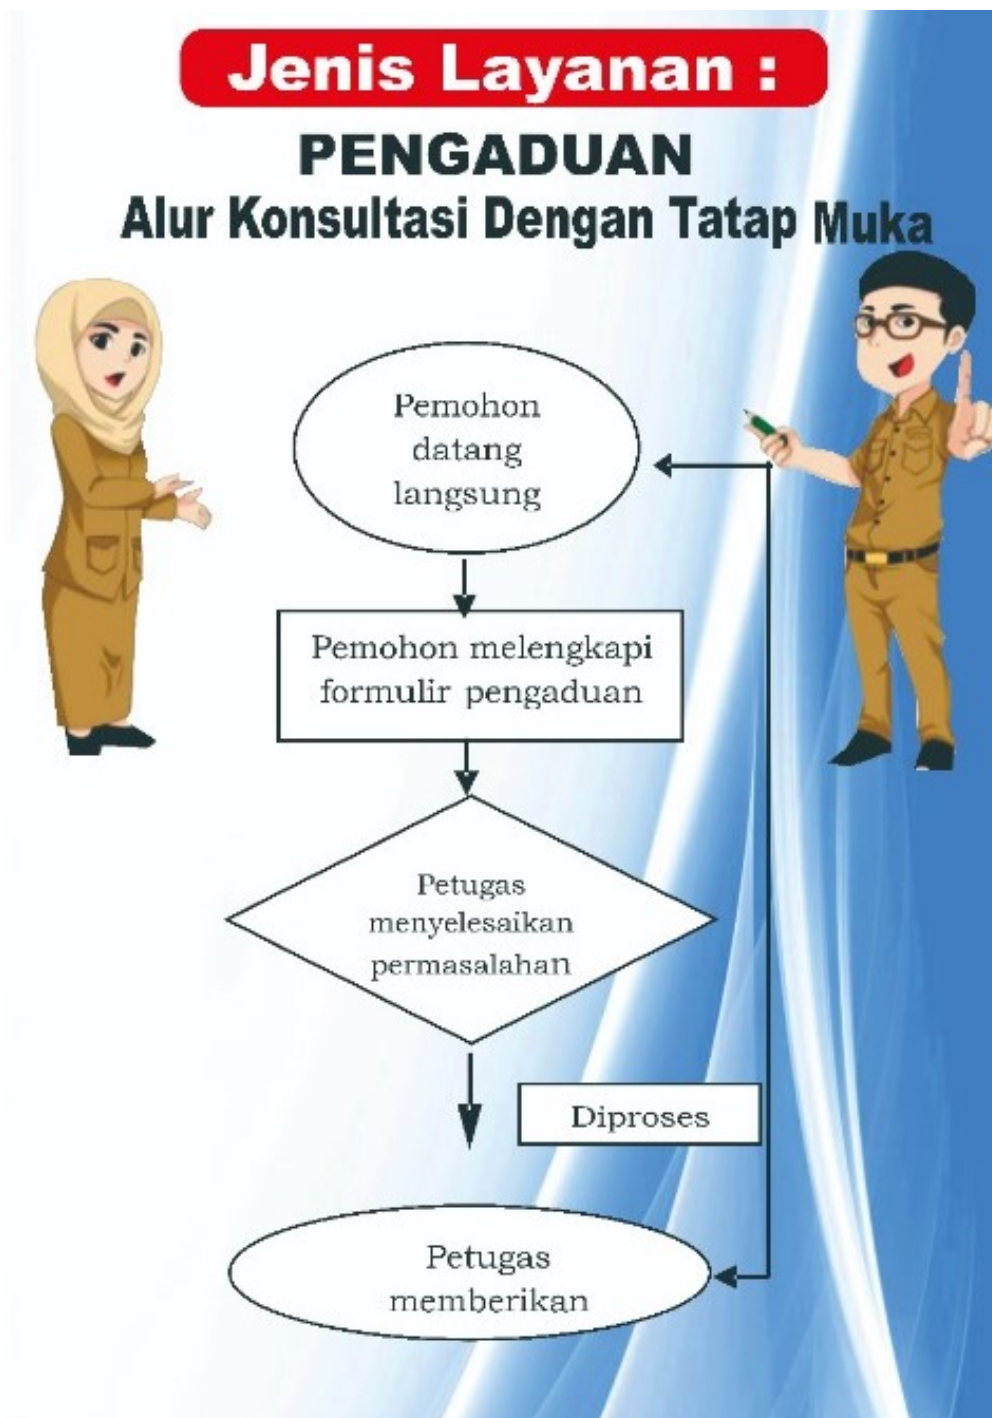 Jenis Layanan :
PENGADUAN
Alur Konsultasi Dengan Tatap Muka
Pemohon
datang
langsung
Pemohon melengkapi
formulir pengaduan
Petugas
menyelesaikan
permasalahan
Diproses
Petugas
memberikan